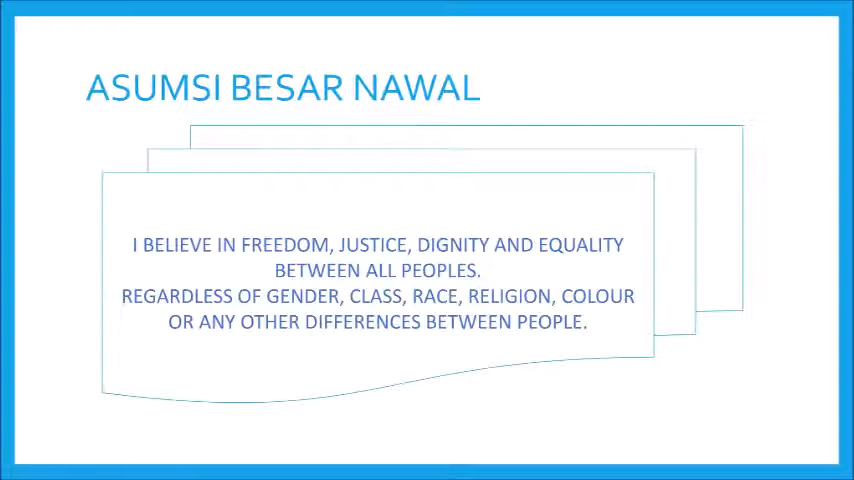 ASUMSI BESAR NAWAL
I BELIEVE IN FREEDOM, JUSTICE, DIGNITY AND EQUALITY
BETWEEN ALL PEOPLES.
REGARDLESS OF GENDER, CLASS, RACE, RELIGION, COLOUR
OR ANY OTHER DIFFERENCES BETWEEN PEOPLE.